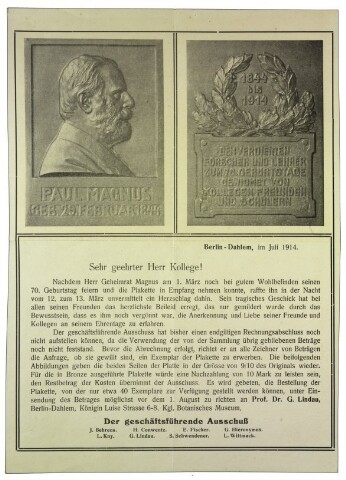 PAUL MAGNUS
GEB. 29. FEBRUAR 1844
1844
BIS
1914
DEM VERDIENTEN
FORSCHER UND LEHRER
ZUM 70. GEBURTSTAGE
GEWIDMET VON
KOLLEGEN, FREUNDEN
UND SCHÜLERN
Berlin-Dahlem, im Juli 1914.
Sehr geehrter Herr Kollege!
Nachdem Herr Geheimrat Magnus am 1. März noch bei gutem Wohlbefinden seinen
70. Geburtstag feiern und die Plakette in Empfang nehmen konnte, raffte ihn in der Nacht
vom 12. zum 13. März unvermittelt ein Herzschlag dahin. Sein tragisches Geschick hat bei
allen seinen Freunden das herzlichste Beileid erregt, das nur gemildert wurde durch das
Bewusstsein, dass es ihm noch vergönnt war, die Anerkennung und Liebe seiner Freunde und
Kollegen an seinem Ehrentage zu erfahren.
Der geschäftsführende Ausschuss hat bisher einen endgiltigen Rechnungsabschluss noch
nicht aufstellen können, da die Verwendung der von der Sammlung übrig gebliebenen Beträge
noch nicht feststand. Bevor die Abrechnung erfolgt, richtet er an alle Zeichner von Beträgen
die Anfrage, ob sie gewillt sind, ein Exemplar der Plakette zu erwerben. Die beifolgenden
Abbildungen geben die beiden Seiten der Plakette in der Grösse von 9:10 des Originals wieder.
Für die in Bronze ausgeführte Plakette wäre eine Nachzahlung von 10 Mark zu leisten,
den Restbetrag der Kosten übernimmt der Ausschuss. Es wird gebeten, die Bestellung der
Plakette, von der nur etwa 40 Exemplare zur Verfügung gestellt werden können, unter Ein-
sendung des Betrages möglichst vor dem 1. August zu richten an Prof. Dr. G. Lindau,
Berlin-Dahlem, Königin Luise Strasse 6-8. Kgl. Botanisches Museum.
Der geschäftsführende Ausschuß
J. Behrens. H. Conwentz. E. Fischer. G. Hieronymus.
L. Kny. G. Lindau. S. Schwendener. L. Wittmack.